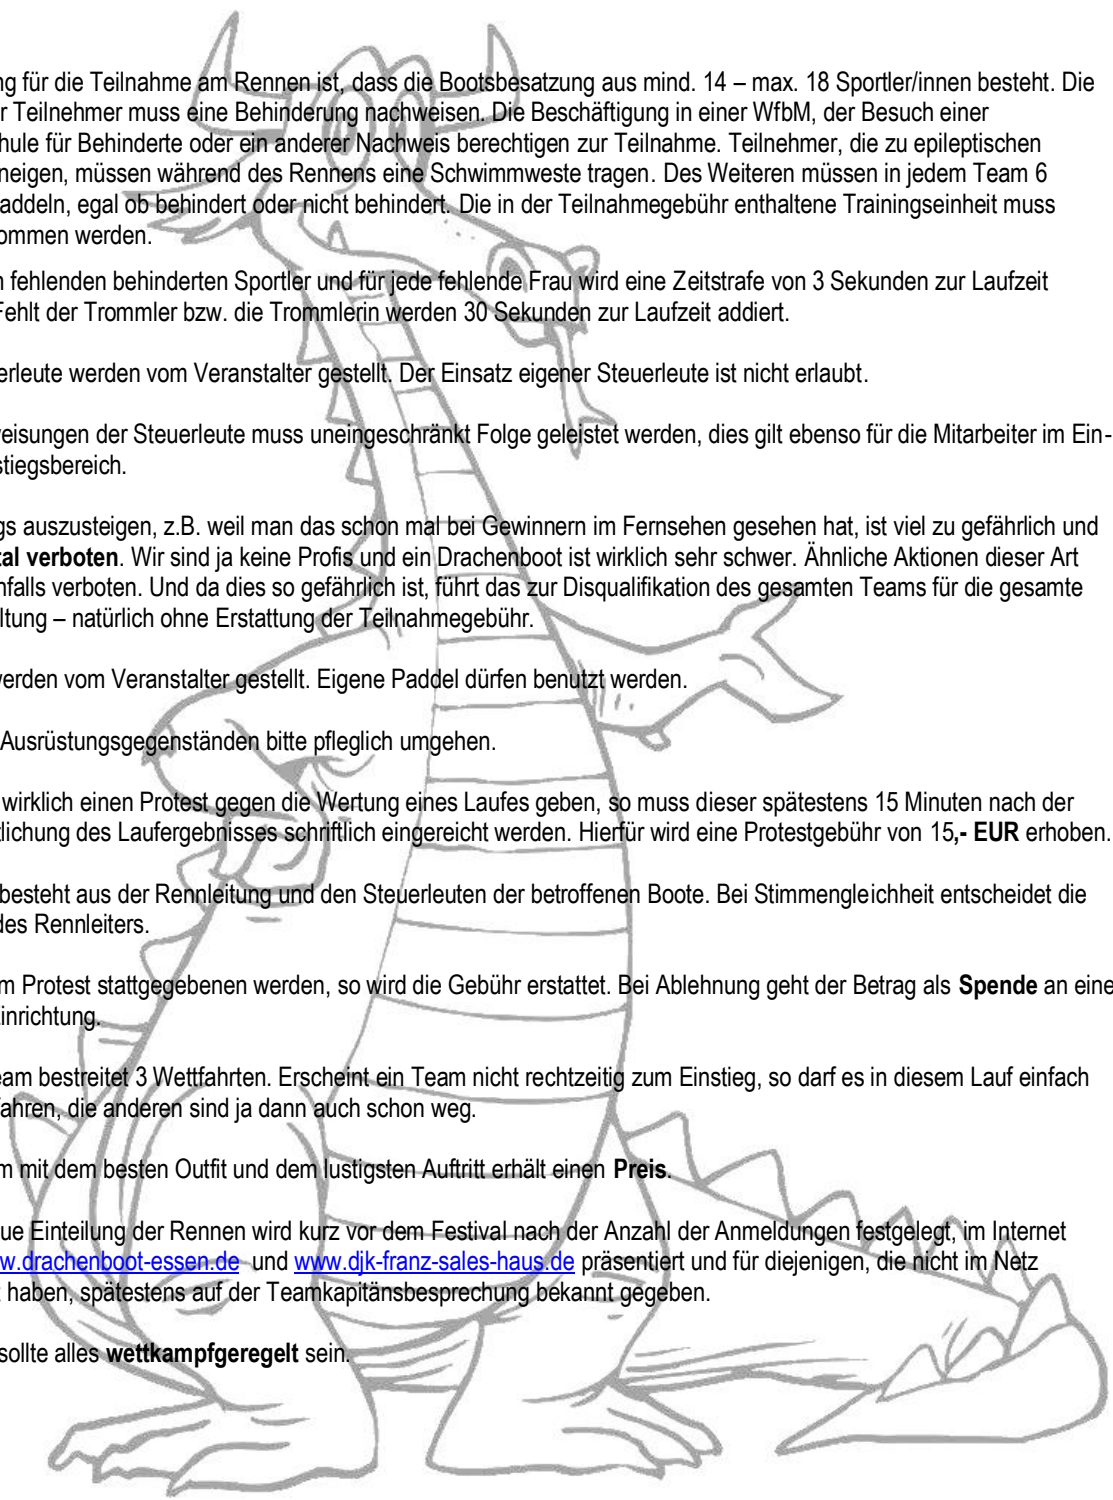 ng für die Teilnahme am Rennen ist, dass die Bootsbesatzung aus mind. 14 – max. 18 Sportler/innen besteht. Die
r Teilnehmer muss eine Behinderung nachweisen. Die Beschäftigung in einer WfbM, der Besuch einer
hule für Behinderte oder ein anderer Nachweis berechtigen zur Teilnahme. Teilnehmer, die zu epileptischen
neigen, müssen während des Rennens eine Schwimmweste tragen. Des Weiteren müssen in jedem Team 6
addeln, egal ob behindert oder nicht behindert. Die in der Teilnahmegebühr enthaltene Trainingseinheit muss
ommen werden.
n fehlenden behinderten Sportler und für jede fehlende Frau wird eine Zeitstrafe von 3 Sekunden zur Laufzeit
Fehlt der Trommler bzw. die Trommlerin werden 30 Sekunden zur Laufzeit addiert.
erleute werden vom Veranstalter gestellt. Der Einsatz eigener Steuerleute ist nicht erlaubt.
veisungen der Steuerleute muss uneingeschränkt Folge geleistet werden, dies gilt ebenso für die Mitarbeiter im Ein-
stiegsbereich.
gs auszusteigen, z.B. weil man das schon mal bei Gewinnern im Fernsehen gesehen hat, ist viel zu gefährlich und
tal verboten. Wir sind ja keine Profis und ein Drachenboot ist wirklich sehr schwer. Ähnliche Aktionen dieser Art
nfalls verboten. Und da dies so gefährlich ist, führt das zur Disqualifikation des gesamten Teams für die gesamte
ltung – natürlich ohne Erstattung der Teilnahmegebühr.
werden vom Veranstalter gestellt. Eigene Paddel dürfen benutzt werden.
Ausrüstungsgegenständen bitte pfleglich umgehen.
wirklich einen Protest gegen die Wertung eines Laufes geben, so muss dieser spätestens 15 Minuten nach der
tlichung des Laufergebnisses schriftlich eingereicht werden. Hierfür wird eine Protestgebühr von 15,- EUR erhoben.
besteht aus der Rennleitung und den Steuerleuten der betroffenen Boote. Bei Stimmengleichheit entscheidet die
des Rennleiters.
m Protest stattgegebenen werden, so wird die Gebühr erstattet. Bei Ablehnung geht der Betrag als Spende an eine
inrichtung.
eam bestreitet 3 Wettfahrten. Erscheint ein Team nicht rechtzeitig zum Einstieg, so darf es in diesem Lauf einfach
fahren, die anderen sind ja dann auch schon weg.
m mit dem besten Outfit und dem lustigsten Auftritt erhält einen Preis.
ue Einteilung der Rennen wird kurz vor dem Festival nach der Anzahl der Anmeldungen festgelegt, im Internet
w.drachenboot-essen.de und www.djk-franz-sales-haus.de präsentiert und für diejenigen, die nicht im Netz
t haben, spätestens auf der Teamkapitänsbesprechung bekannt gegeben.
sollte alles wettkampfgeregelt sein.